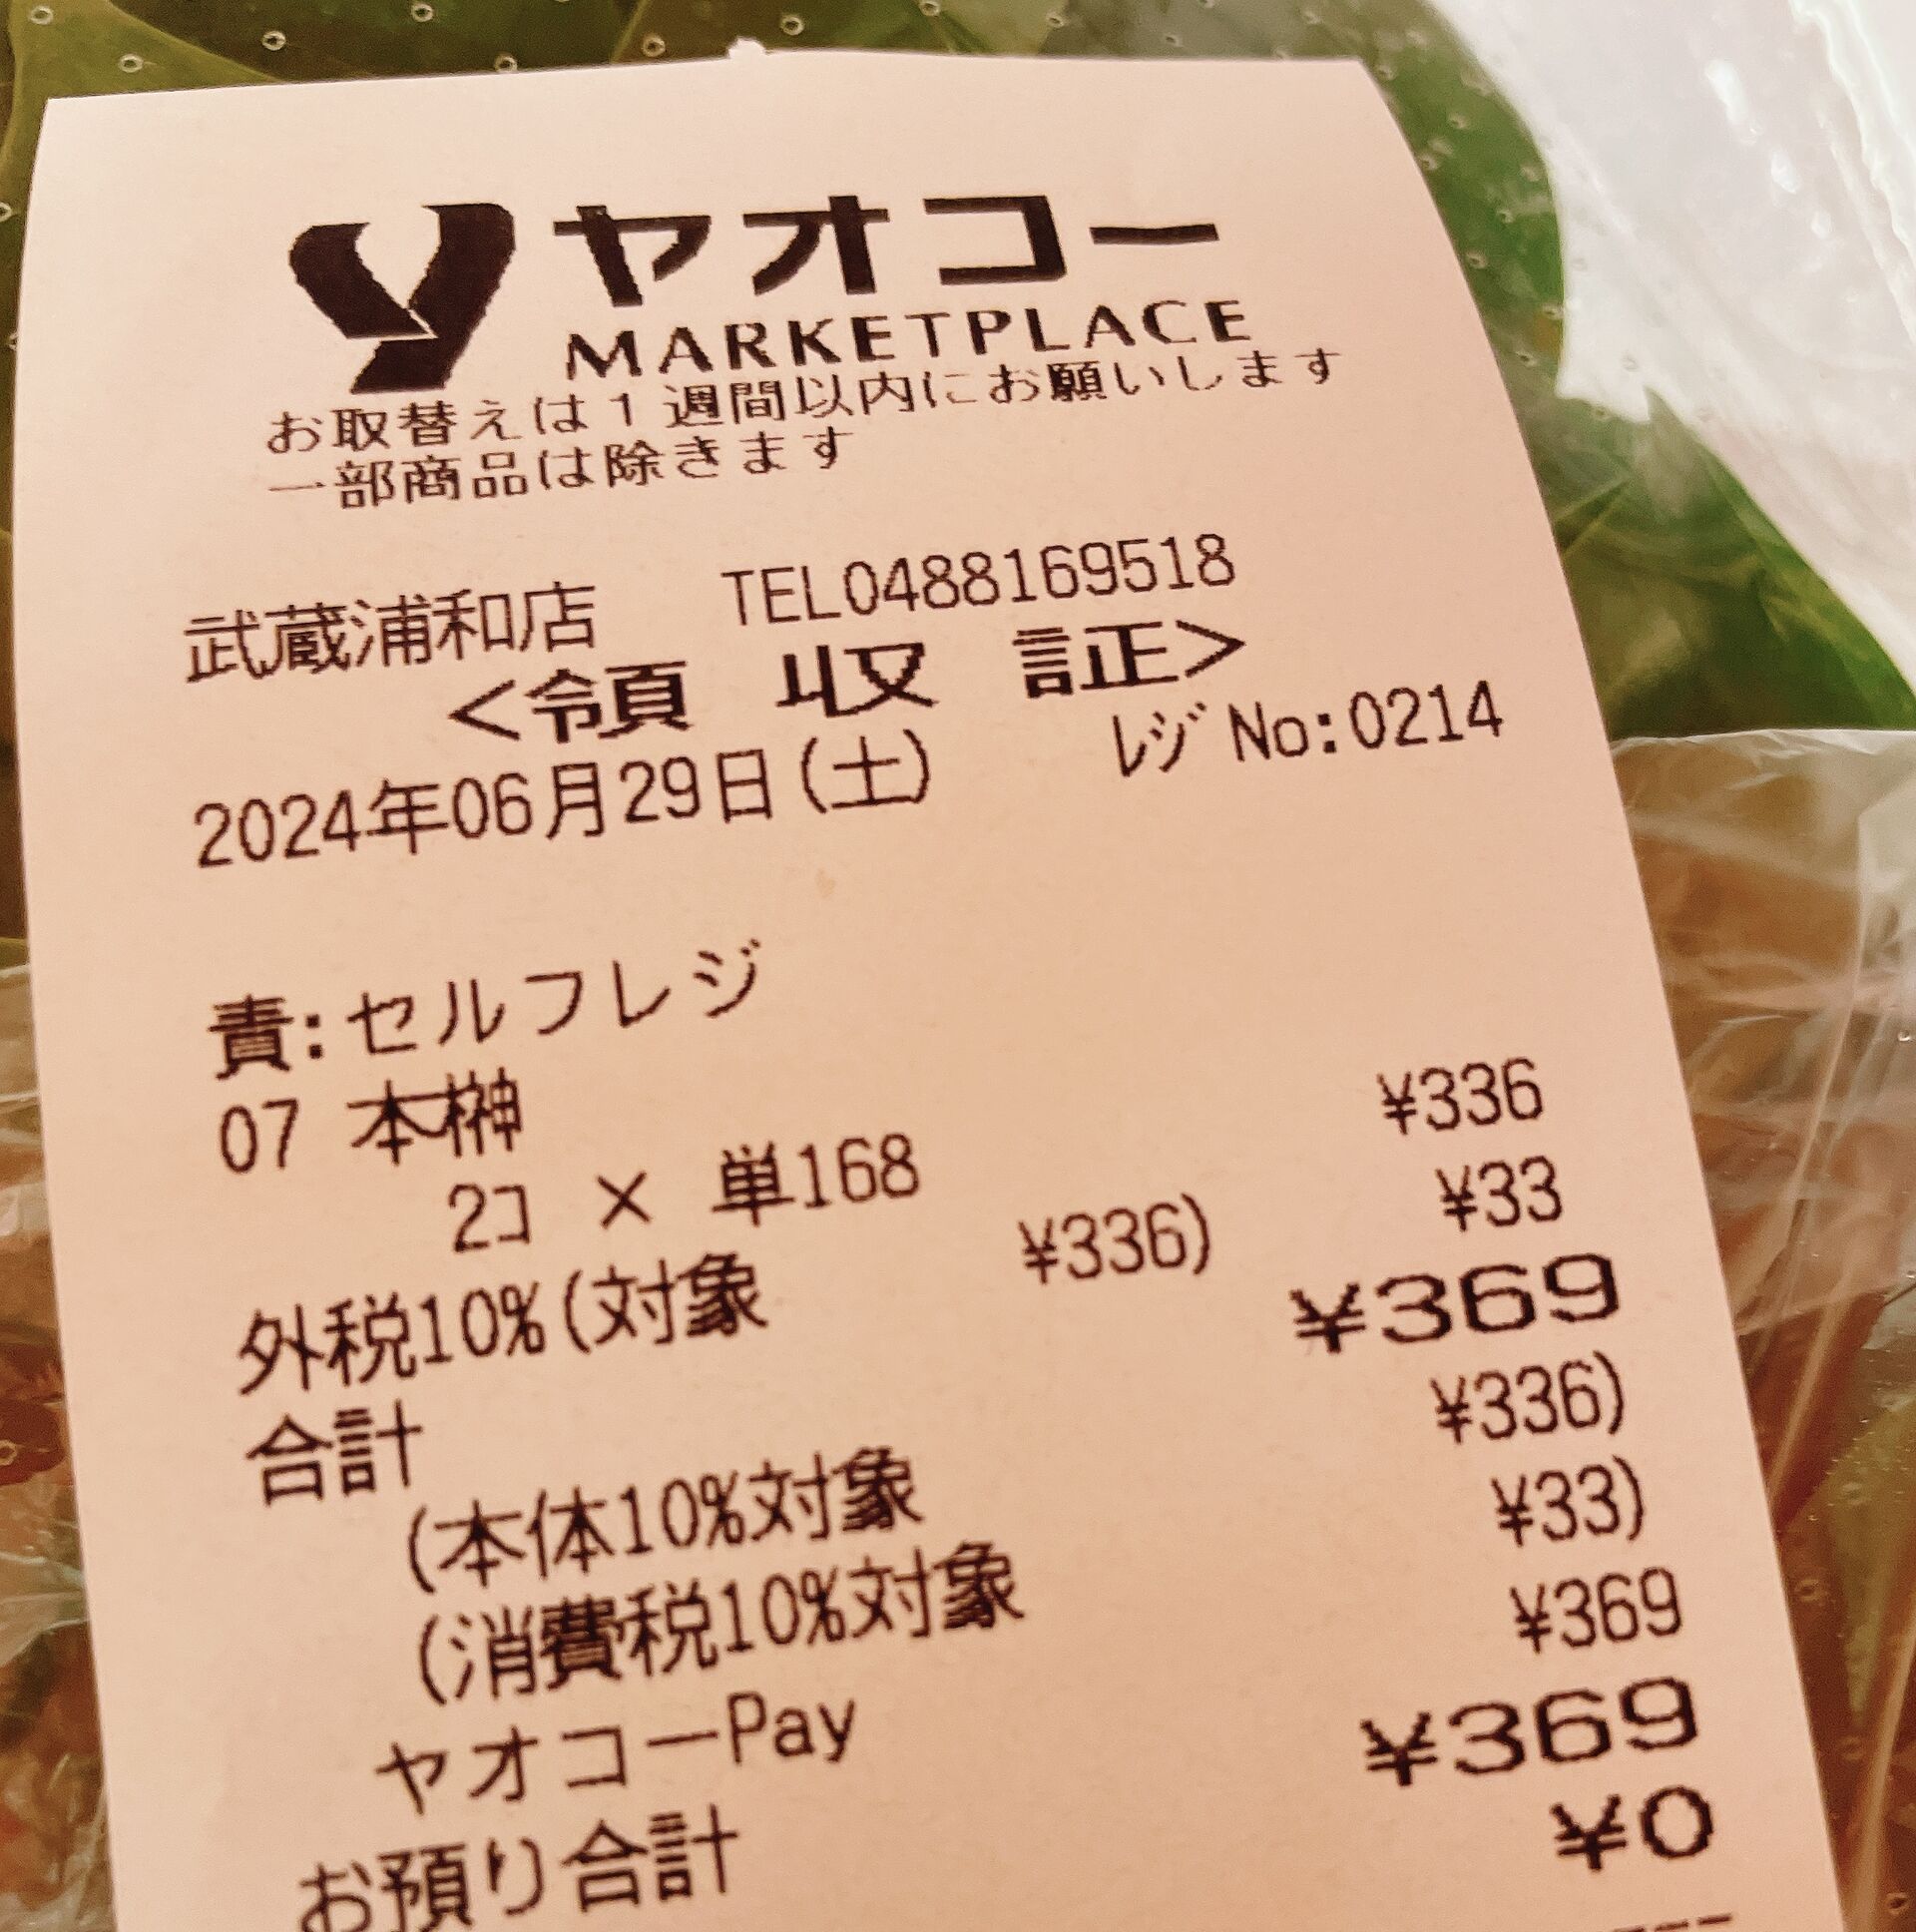 ヤオコー
MARKETPLACE
お取替えは1週間以内にお願いします
一部商品は除きます
武蔵浦和店 TEL0488169518
<領 収 証>
2024年06月29日(土) レジNo:0214
責:セルフレジ
07 本榊 ¥336
2コ × 単168
外税10%(対象 ¥336) ¥33
合計 ¥369
(本体10%対象 ¥336)
(消費税10%対象 ¥33)
ヤオコーPay ¥369
お預り合計 ¥369
¥0